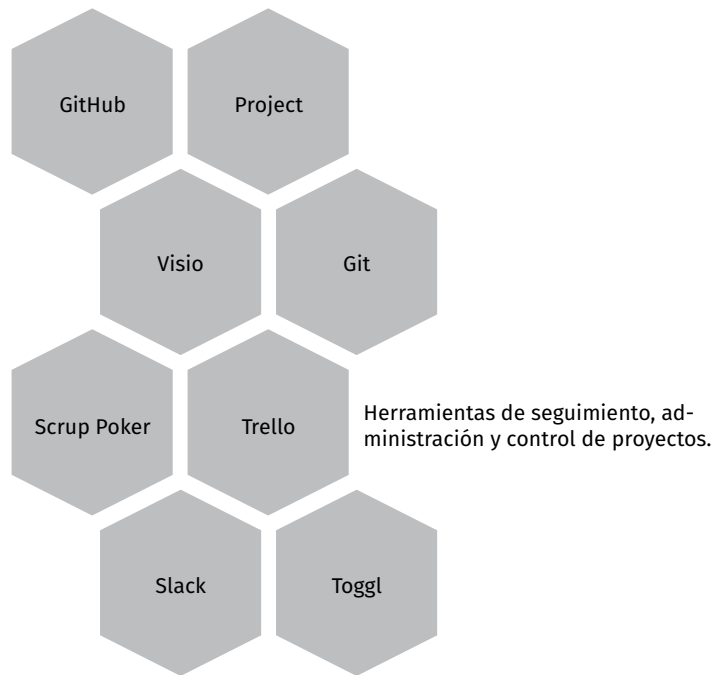 GitHub
Project
Visio
Git
Scrup Poker
Trello
Herramientas de seguimiento, ad-
ministración y control de proyectos.
Slack
Toggl